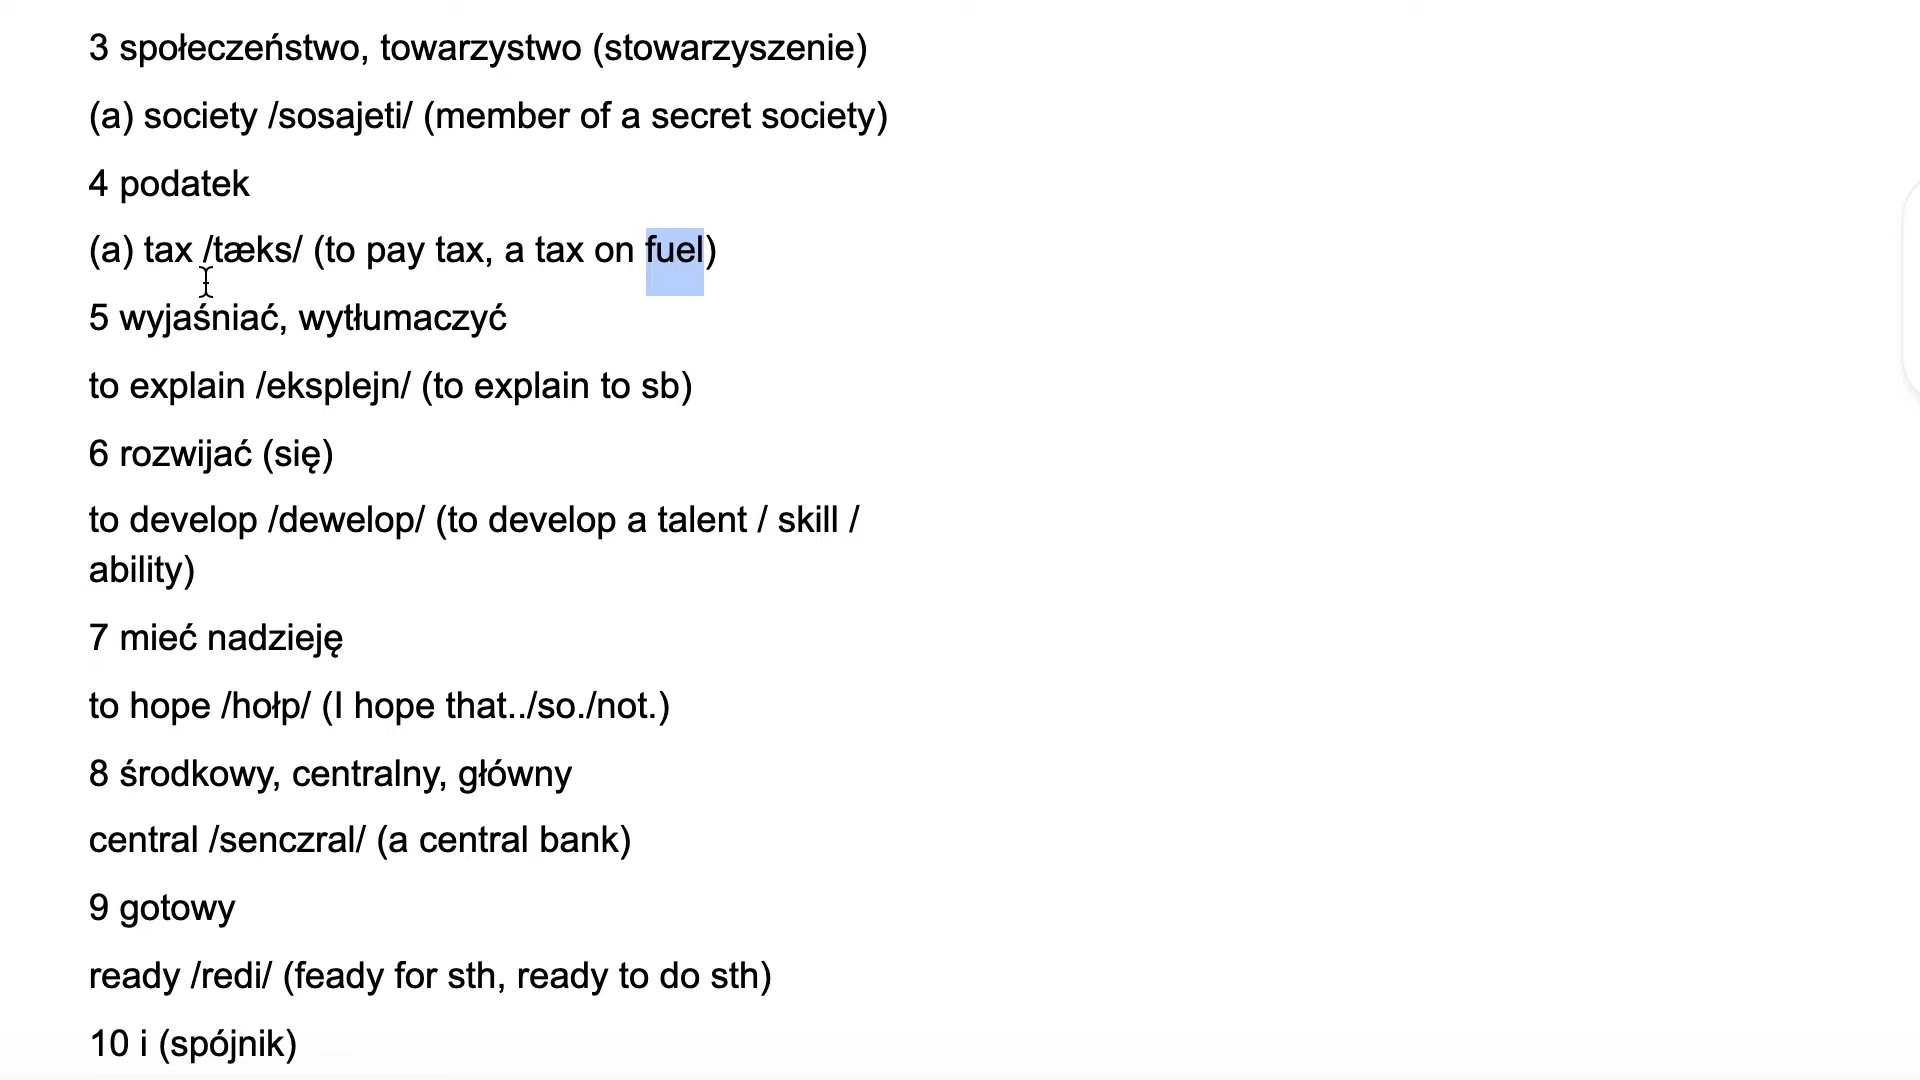 3 społeczeństwo, towarzystwo (stowarzyszenie)
(a) society /sosajeti/ (member of a secret society)
4 podatek
(a) tax /tæks/ (to pay tax, a tax on fuel)
5 wyjaśniać, wytłumaczyć
to explain /eksplejn/ (to explain to sb)
6 rozwijać (się)
to develop /dewelop/ (to develop a talent / skill /
ability)
7 mieć nadzieję
to hope /hołp/ (I hope that../so./not.)
8 środkowy, centralny, główny
central /senczral/ (a central bank)
9 gotowy
ready /redi/ (feady for sth, ready to do sth)
10 i (spójnik)